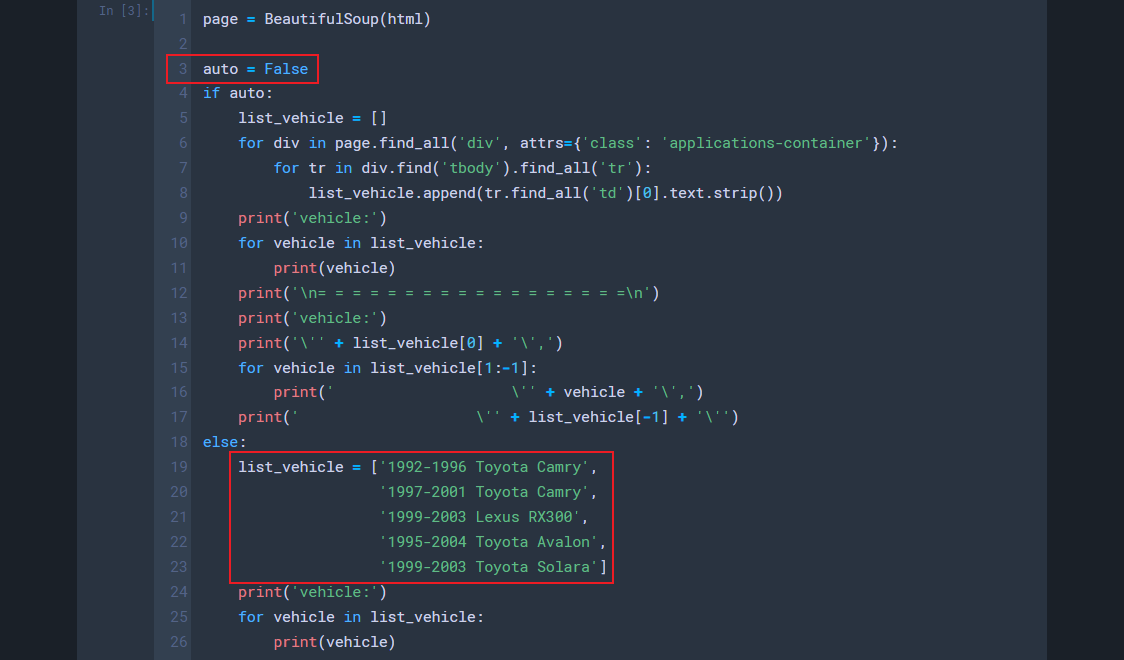 In [3]:
1 page = BeautifulSoup(html)
2
3 auto = False
4 if auto:
5     list_vehicle = []
6     for div in page.find_all('div', attrs={'class': 'applications-container'}):
7         for tr in div.find('tbody').find_all('tr'):
8             list_vehicle.append(tr.find_all('td')[0].text.strip())
9     print('vehicle:')
10     for vehicle in list_vehicle:
11         print(vehicle)
12     print('\n= = = = = = = = = = = = = = = = = =\n')
13     print('vehicle:')
14     print('\'' + list_vehicle[0] + '\',')
15     for vehicle in list_vehicle[1:-1]:
16         print('                    \'' + vehicle + '\',')
17     print('                    \'' + list_vehicle[-1] + '\'')
18 else:
19     list_vehicle = ['1992-1996 Toyota Camry',
20                     '1997-2001 Toyota Camry',
21                     '1999-2003 Lexus RX300',
22                     '1995-2004 Toyota Avalon',
23                     '1999-2003 Toyota Solara']
24     print('vehicle:')
25     for vehicle in list_vehicle:
26         print(vehicle)